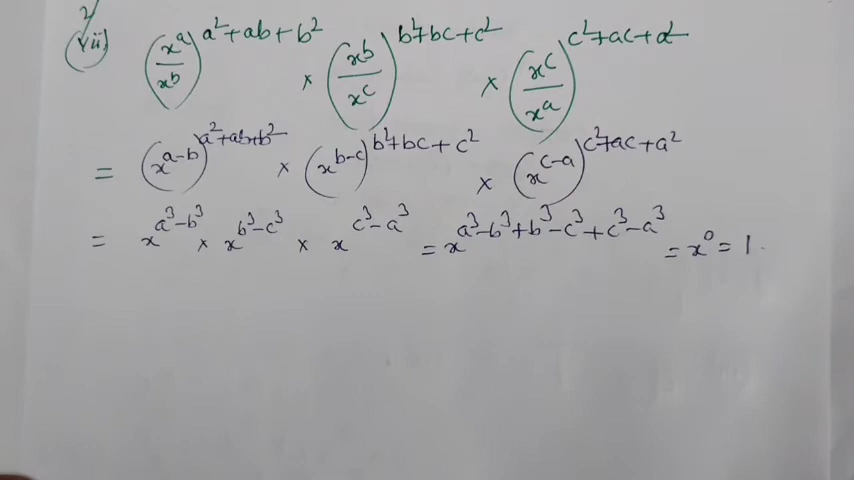 2/
(vii) (x^a/x^b)^(a²+ab+b²) × (x^b/x^c)^(b²+bc+c²) × (x^c/x^a)^(c²+ac+a²)
= (x^(a-b))^(a²+ab+b²) × (x^(b-c))^(b²+bc+c²) × (x^(c-a))^(c²+ac+a²)
= x^(a³-b³) × x^(b³-c³) × x^(c³-a³) = x^(a³-b³+b³-c³+c³-a³) = x⁰ = 1.